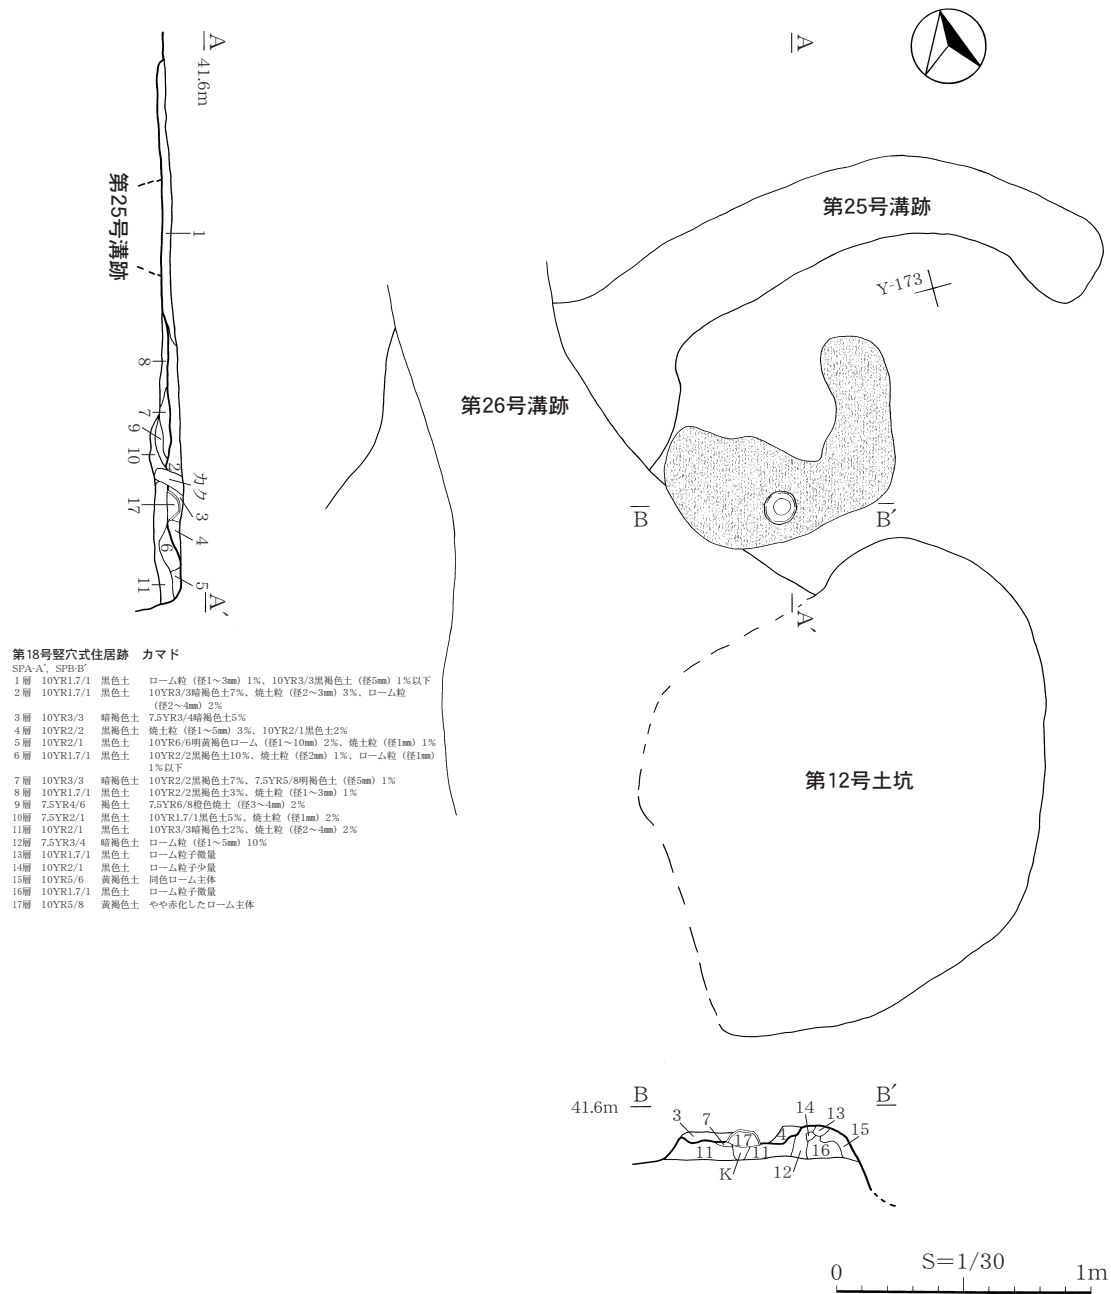 A
41.6m
A
第25号溝跡
第25号溝跡
1
Y-173
8
第26号溝跡
7
9
10
2
カク
17
3
4
B
B′
6
11
5
A′
A′
第18号竪穴式住居跡　カマド
SPA-A′, SPB-B′
1層　10YR1.7/1　黒色土　ローム粒（径1～3㎜）1％、10YR3/3黒褐色土（径5㎜）1％以下
2層　10YR1.7/1　黒色土　10YR3/3暗褐色土7％、焼土粒（径2～3㎜）3％、ローム粒
（径2～4㎜）2％
3層　10YR3/3　暗褐色土　7.5YR3/4暗褐色土5％
4層　10YR2/2　黒褐色土　焼土粒（径1～5㎜）3％、10YR2/1黒色土2％
5層　10YR2/1　黒色土　10YR6/6明黄褐色ローム（径1～10㎜）2％、焼土粒（径1㎜）1％
6層　10YR1.7/1　黒色土　10YR2/2黒褐色土10％、焼土粒（径2㎜）1％、ローム粒（径1㎜）
1％以下
7層　10YR3/3　暗褐色土　10YR2/2黒褐色土7％、7.5YR5/8明褐色土（径5㎜）1％
8層　10YR1.7/1　黒色土　10YR2/2黒褐色土3％、焼土粒（径1～3㎜）1％
9層　7.5YR4/6　褐色土　7.5YR6/8橙色焼土（径3～4㎜）2％
10層　7.5YR2/1　黒色土　10YR1.7/1黒色土5％、焼土粒（径1㎜）2％
11層　10YR2/1　黒色土　10YR3/3暗褐色土2％、焼土粒（径2～4㎜）2％
12層　7.5YR3/4　暗褐色土　ローム粒（径1～5㎜）10％
13層　10YR1.7/1　黒色土　ローム粒子微量
14層　10YR2/1　黒色土　ローム粒子少量
15層　10YR5/6　黄褐色土　同色ローム主体
16層　10YR1.7/1　黒色土　ローム粒子微量
17層　10YR5/8　黄褐色土　やや赤化したローム主体
第12号土坑
41.6m
B
B′
3
7
14
13
15
17
4
11
11
16
K
12
S＝1/30
0
1m